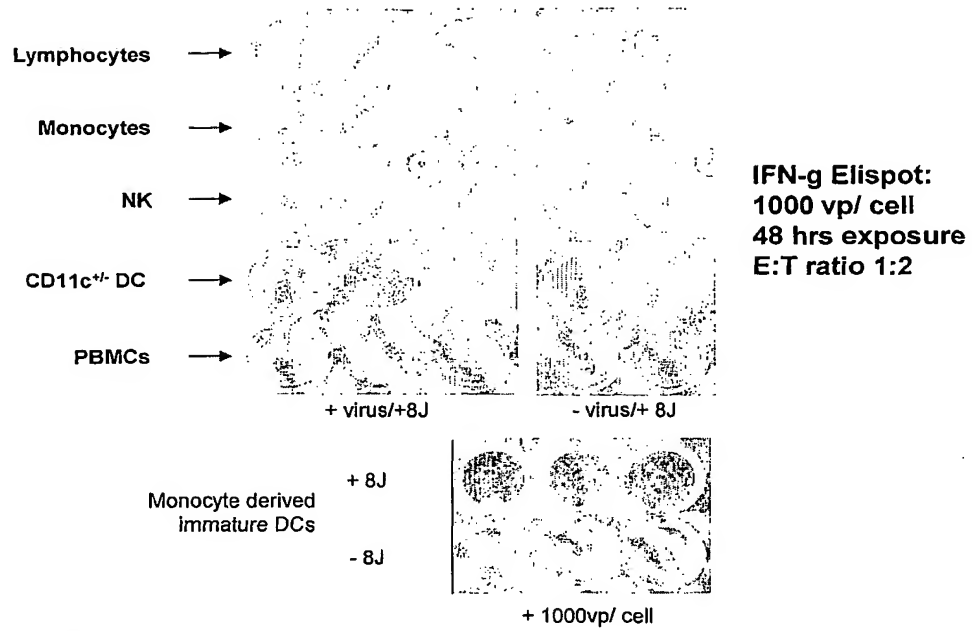 Lymphocytes
Monocytes
NK
CD11c+/- DC
PBMCs
+ virus/+8J
- virus/+ 8J
IFN-g Elispot:
1000 vp/ cell
48 hrs exposure
E:T ratio 1:2
Monocyte derived
immature DCs
+ 8J
- 8J
+ 1000vp/ cell